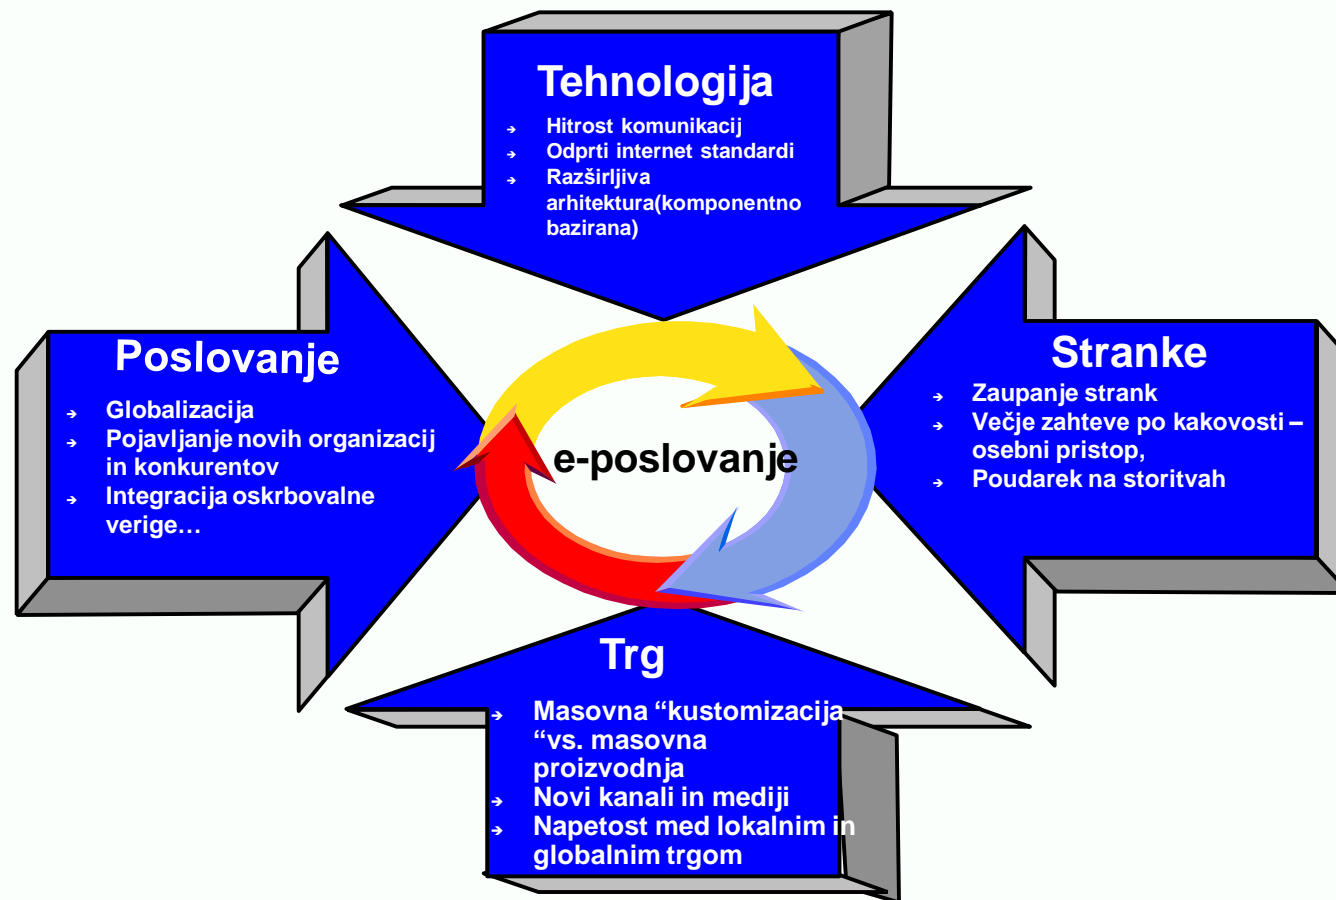 Tehnologija
➔ Hitrost komunikacij
➔ Odprti internet standardi
➔ Razširljiva
arhitektura(komponentno
bazirana)
Poslovanje
➔ Globalizacija
➔ Pojavljanje novih organizacij
in konkurentov
➔ Integracija oskrbovalne
verige…
Stranke
➔ Zaupanje strank
➔ Večje zahteve po kakovosti –
osebni pristop,
➔ Poudarek na storitvah
e-poslovanje
Trg
➔ Masovna “kustomizacija
“vs. masovna
proizvodnja
➔ Novi kanali in mediji
➔ Napetost med lokalnim in
globalnim trgom